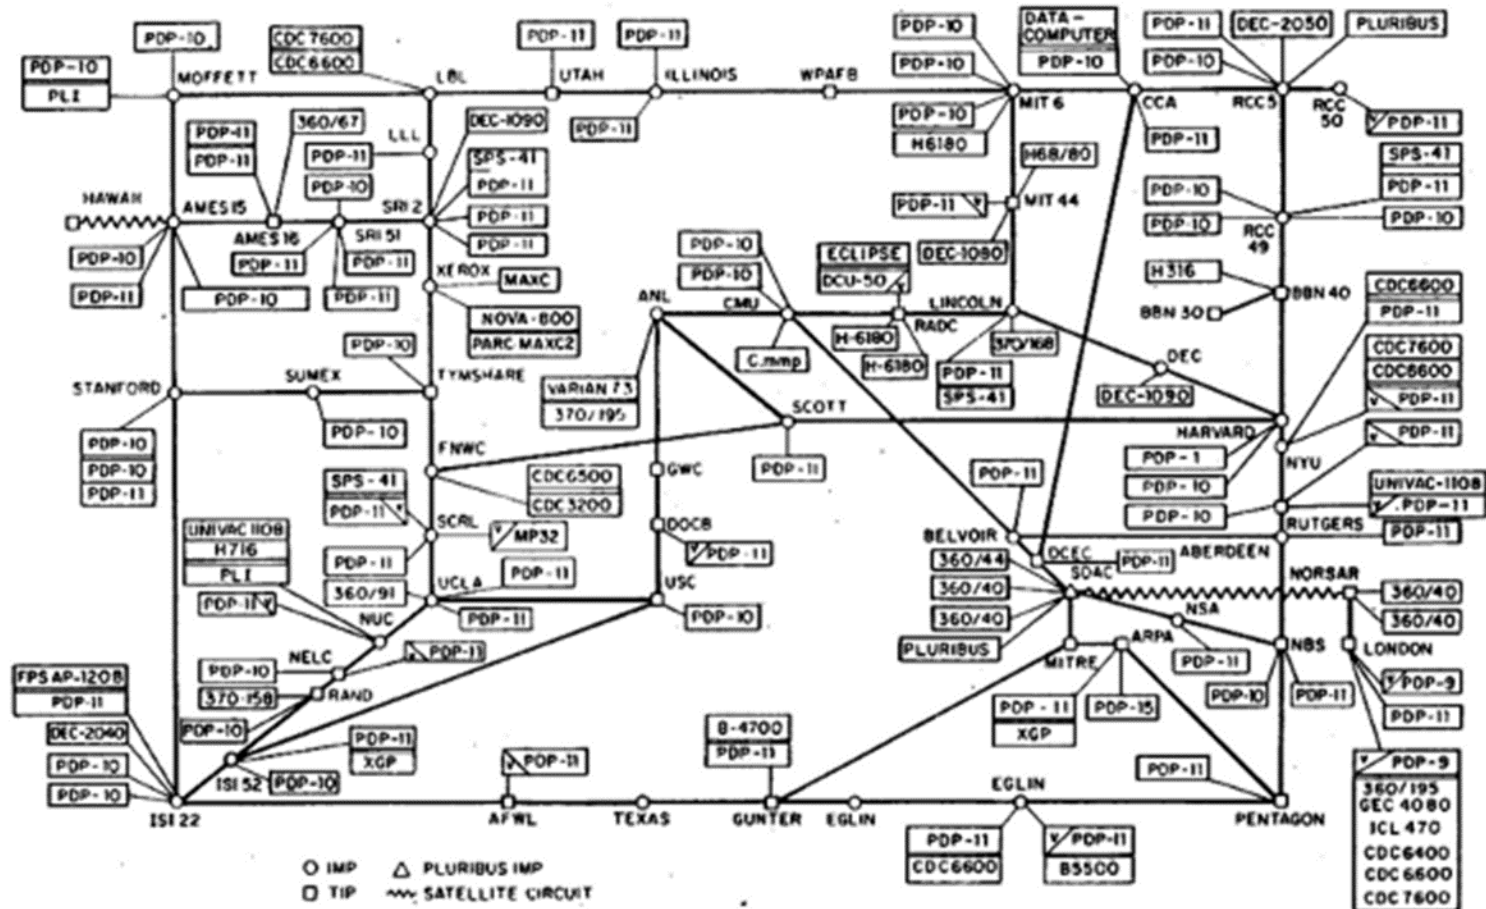 PDP-10
CDC7600
CDC6600
PDP-11
PDP-11
PDP-10
DATA-
COMPUTER
PDP-10
PDP-11
DEC-2050
PLURIBUS
PDP-10
PLI
MOFFETT
LBL
UTAH
ILLINOIS
WPAFB
PDP-10
MIT 6
CCA
PDP-10
RCC5
RCC
50
PDP-11
PDP-11
PDP-11
360/67
LLL
PDP-11
DEC-1090
SPS-41
PDP-11
PDP-11
PDP-10
H6180
PDP-11
PDP-11
SPS-41
PDP-11
PDP-10
HAWAII
AMES15
AMES16
PDP-10
SRI 51
SRI 2
PDP-11
PDP-11
H68/80
PDP-11
MIT 44
DEC-1080
PDP-10
PDP-10
RCC
49
PDP-10
PDP-11
PDP-10
PDP-11
PDP-11
PDP-11
XEROX
MAXC
NOVA-800
PARC MAXC2
PDP-10
PDP-10
ECLIPSE
DCU-50
H316
BBN 40
BBN 30
CDC6600
PDP-11
ANL
CMU
RADC
LINCOLN
H-6180
H-6180
C.mmp
370/168
PDP-11
SPS-41
DEC
DEC-1090
CDC7600
CDC6600
PDP-11
PDP-11
PDP-10
STANFORD
SUMEX
TYMSHARE
PDP-10
VARIAN 73
370/195
SCOTT
PDP-11
HARVARD
NYU
PDP-1
PDP-10
PDP-10
PDP-10
PDP-11
FNWC
CDC6500
CDC3200
GWC
PDP-11
PDP-10
UNIVAC-1108
PDP-11
RUTGERS
PDP-11
SPS-41
PDP-11
SCRL
MP32
DOCB
PDP-11
BELVOIR
DCEC
PDP-11
ABERDEEN
UNIVAC 1108
H716
PLI
PDP-11
PDP-11
360/91
UCLA
PDP-11
PDP-11
USC
PDP-10
360/44
360/40
360/40
PLURIBUS
SDAC
NORSAR
360/40
360/40
NUC
NELC
PDP-10
PDP-11
NSA
PDP-11
ARPA
MITRE
NBS
LONDON
PDP-10
PDP-11
PDP-9
PDP-11
370-158
RAND
PDP-10
FPS AP-120B
PDP-11
DEC-2040
PDP-10
PDP-10
ISI 22
ISI 52
PDP-11
XGP
PDP-10
PDP-11
AFWL
TEXAS
B-4700
PDP-11
GUNTER
EGLIN
PDP-11
XGP
PDP-15
EGLIN
PDP-11
CDC6600
PDP-11
B5500
PDP-11
PENTAGON
PDP-9
360/195
GEC 4080
ICL 470
CDC6400
CDC6600
CDC7600
IMP
PLURIBUS IMP
TIP
SATELLITE CIRCUIT